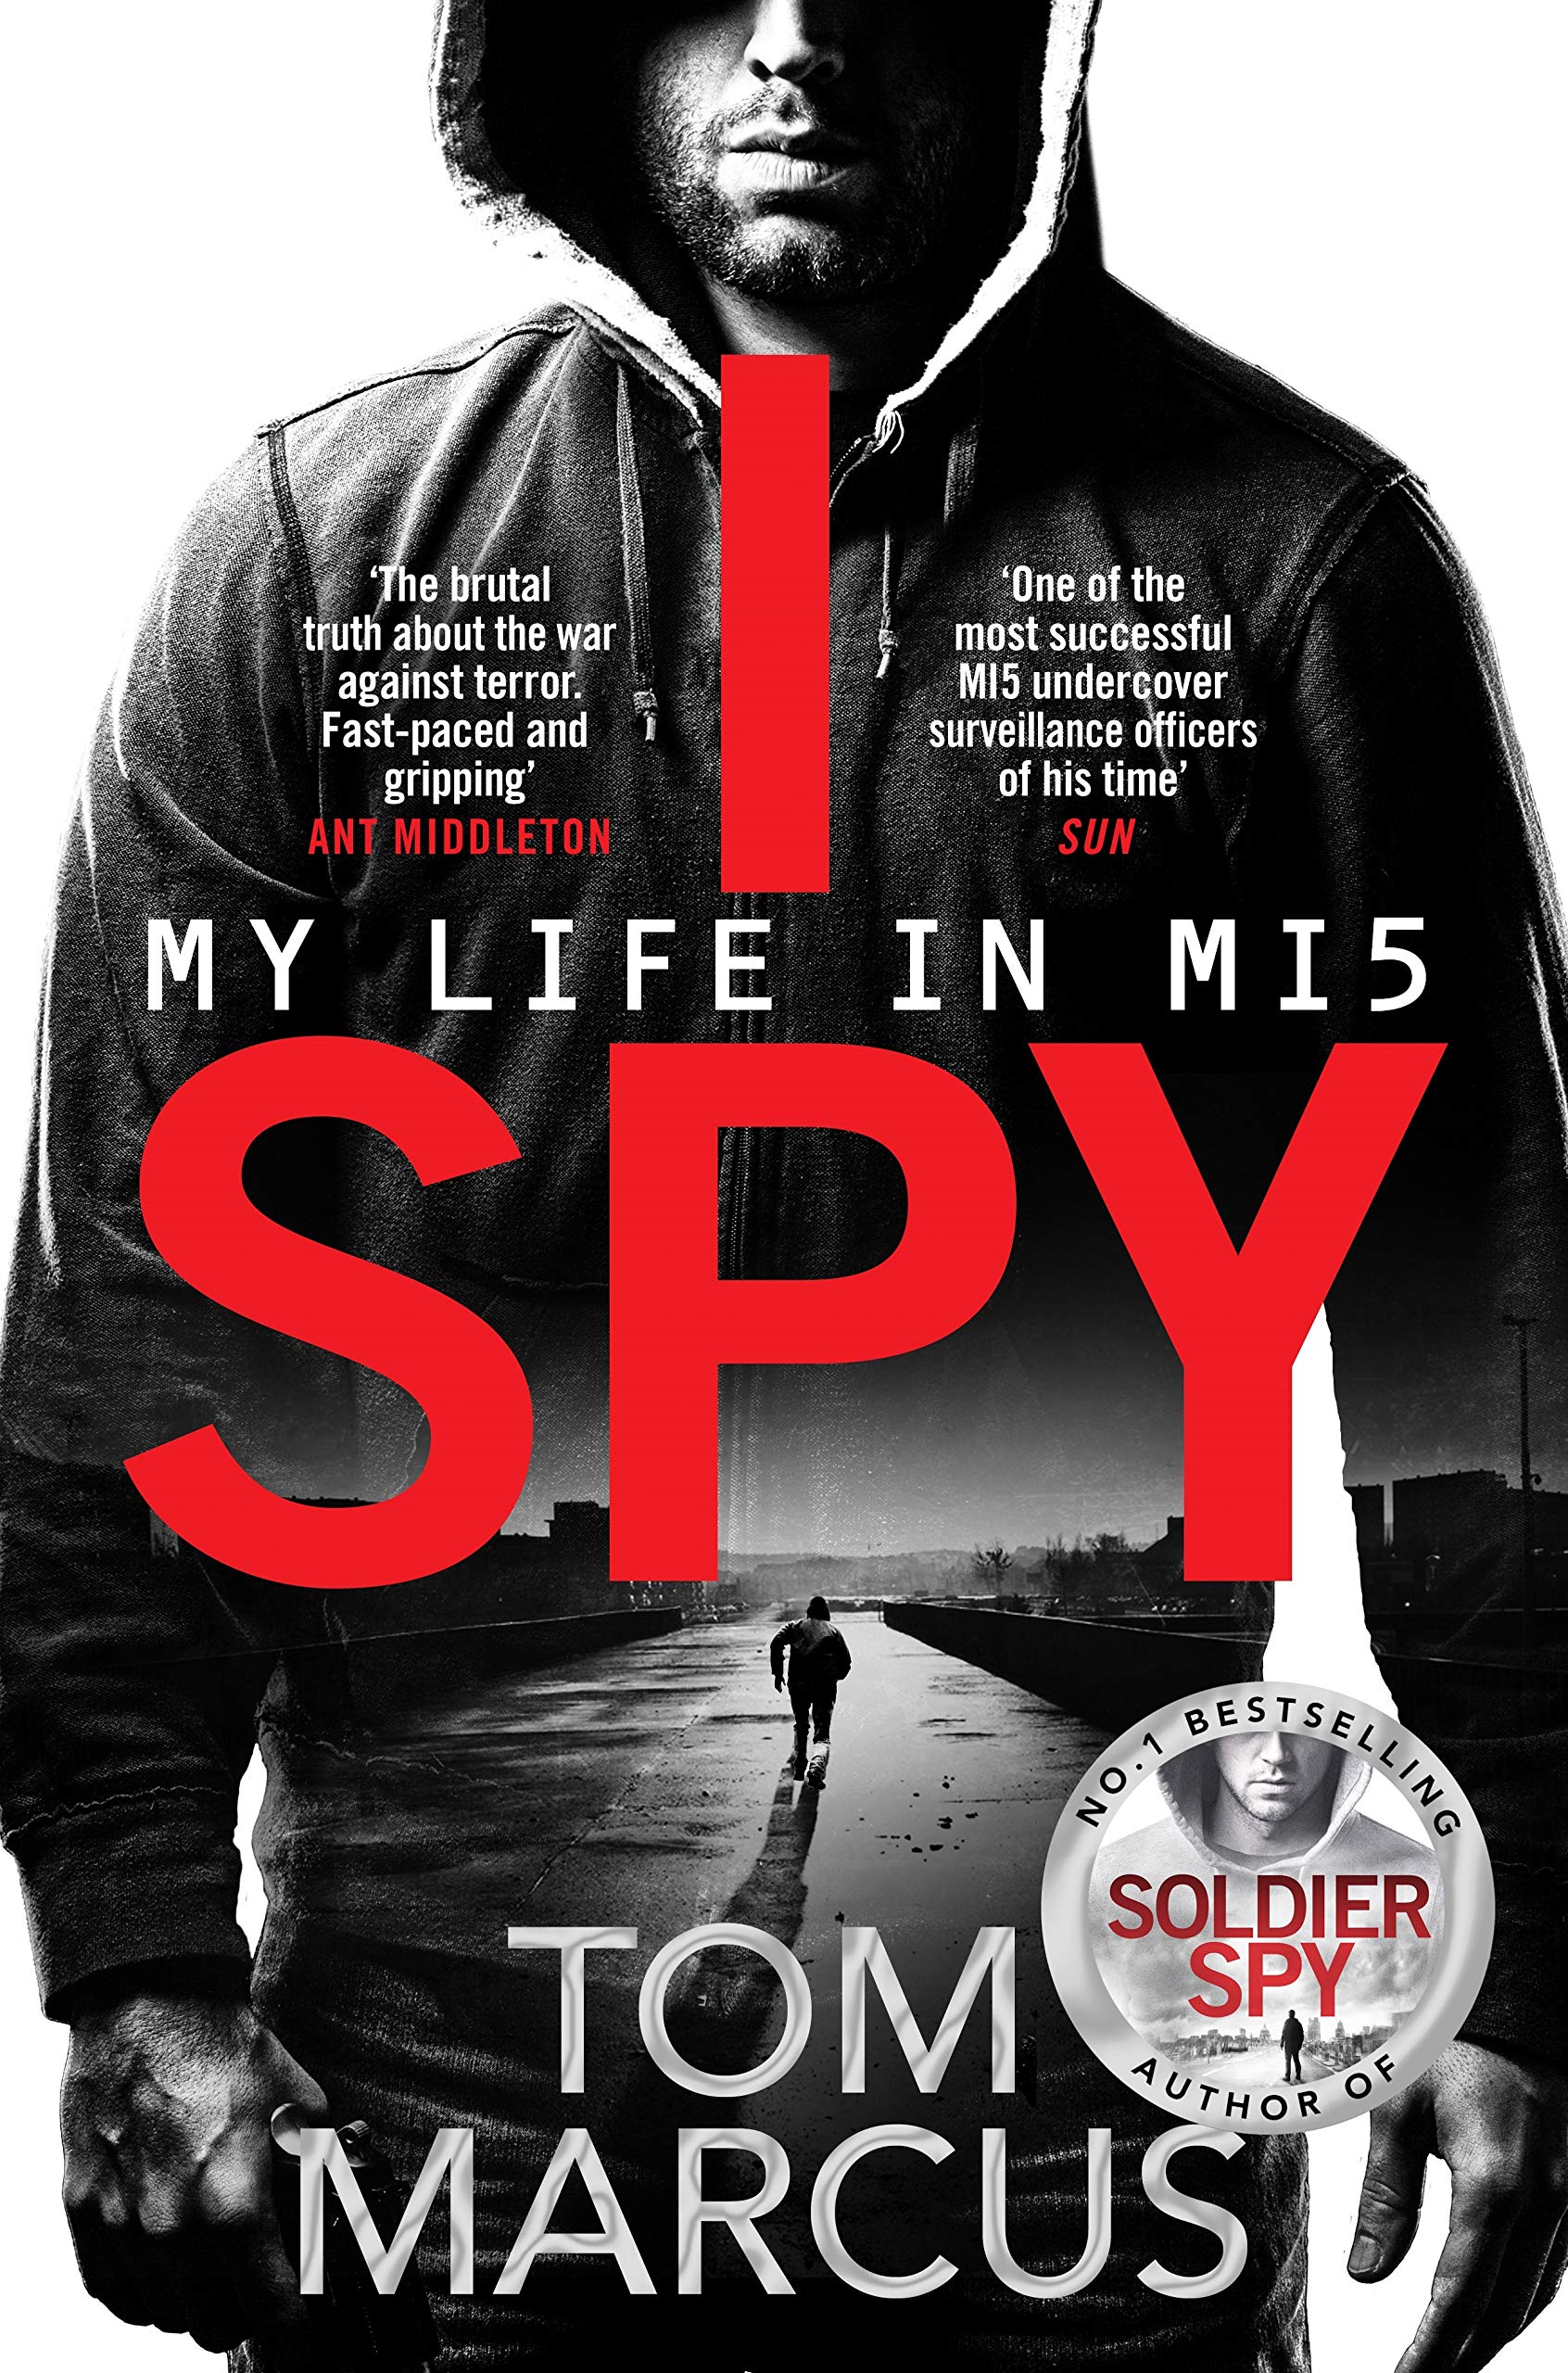 I
‘The brutal
truth about the war
against terror.
Fast-paced and
gripping’
ANT MIDDLETON
‘One of the
most successful
MI5 undercover
surveillance officers
of his time’
SUN
MY LIFE IN MI5
SPY
NO.1 BESTSELLING
AUTHOR OF
SOLDIER
SPY
TOM
MARCUS